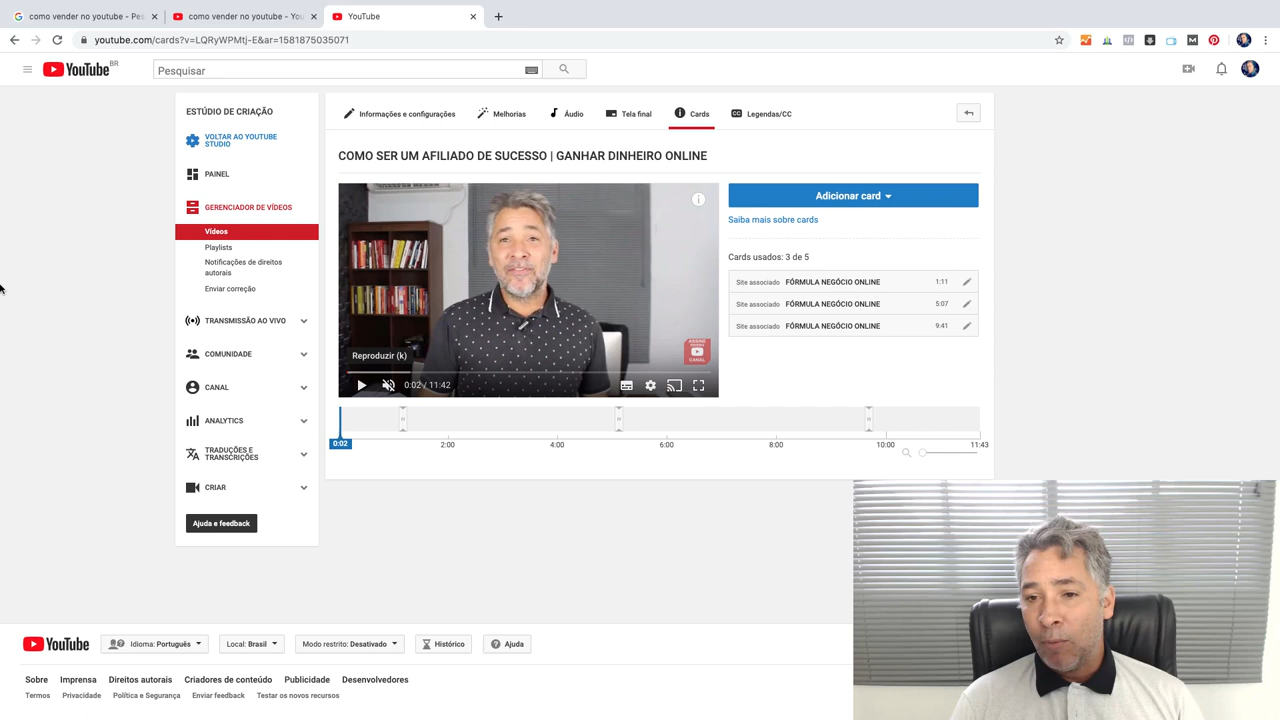 como vender no youtube - Pes
como vender no youtube - You
YouTube
youtube.com/cards?v=LQRyWPMtj-E&ar=1581875035071
YouTube BR
Pesquisar
ESTÚDIO DE CRIAÇÃO
VOLTAR AO YOUTUBE
STUDIO
PAINEL
GERENCIADOR DE VÍDEOS
Vídeos
Playlists
Notificações de direitos
autorais
Enviar correção
TRANSMISSÃO AO VIVO
COMUNIDADE
CANAL
ANALYTICS
TRADUÇÕES E
TRANSCRIÇÕES
CRIAR
Ajuda e feedback
Informações e configurações
Melhorias
Áudio
Tela final
Cards
Legendas/CC
COMO SER UM AFILIADO DE SUCESSO | GANHAR DINHEIRO ONLINE
Reproduzir (k)
0:02 / 11:42
Adicionar card
Saiba mais sobre cards
Cards usados: 3 de 5
Site associado FÓRMULA NEGÓCIO ONLINE 1:11
Site associado FÓRMULA NEGÓCIO ONLINE 5:07
Site associado FÓRMULA NEGÓCIO ONLINE 9:41
0:02 2:00 4:00 6:00 8:00 10:00 11:43
YouTube
Idioma: Português
Local: Brasil
Modo restrito: Desativado
Histórico
Ajuda
Sobre Imprensa Direitos autorais Criadores de conteúdo Publicidade Desenvolvedores
Termos Privacidade Política e Segurança Enviar feedback Testar os novos recursos